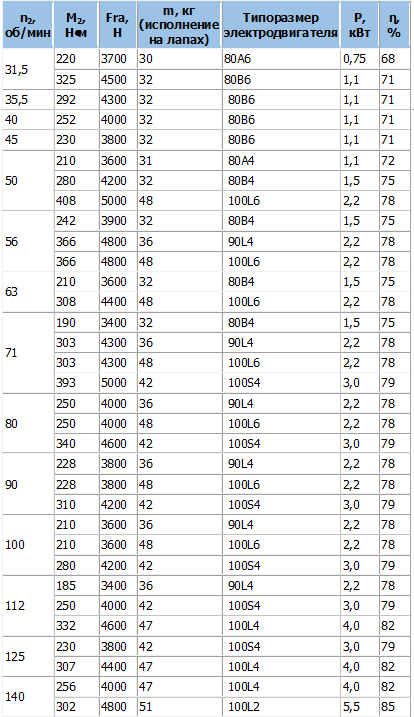 n2, об/мин M2, Н•м Fra, Н m, кг (исполнение на лапах) Типоразмер электродвигателя P, кВт η, %
31,5 220 3700 30 80A6 0,75 68
325 4500 32 80B6 1,1 71
35,5 292 4300 32 80B6 1,1 71
40 252 4000 32 80B6 1,1 71
45 230 3800 32 80B6 1,1 71
50 210 3600 31 80A4 1,1 72
280 4200 32 80B4 1,5 75
408 5000 48 100L6 2,2 78
56 242 3900 32 80B4 1,5 75
366 4800 36 90L4 2,2 78
366 4800 48 100L6 2,2 78
63 210 3600 32 80B4 1,5 75
308 4400 48 100L6 2,2 78
71 190 3400 32 80B4 1,5 75
303 4300 36 90L4 2,2 78
303 4300 48 100L6 2,2 78
393 5000 42 100S4 3,0 79
80 250 4000 36 90L4 2,2 78
250 4000 48 100L6 2,2 78
340 4600 42 100S4 3,0 79
90 228 3800 36 90L4 2,2 78
228 3800 48 100L6 2,2 78
310 4200 42 100S4 3,0 79
100 210 3600 36 90L4 2,2 78
210 3600 48 100L6 2,2 78
280 4200 42 100S4 3,0 79
112 185 3400 36 90L4 2,2 78
250 4000 42 100S4 3,0 79
332 4600 47 100L4 4,0 82
125 230 3800 42 100S4 3,0 79
307 4400 47 100L4 4,0 82
140 256 4000 47 100L4 4,0 82
302 4800 51 100L2 5,5 85